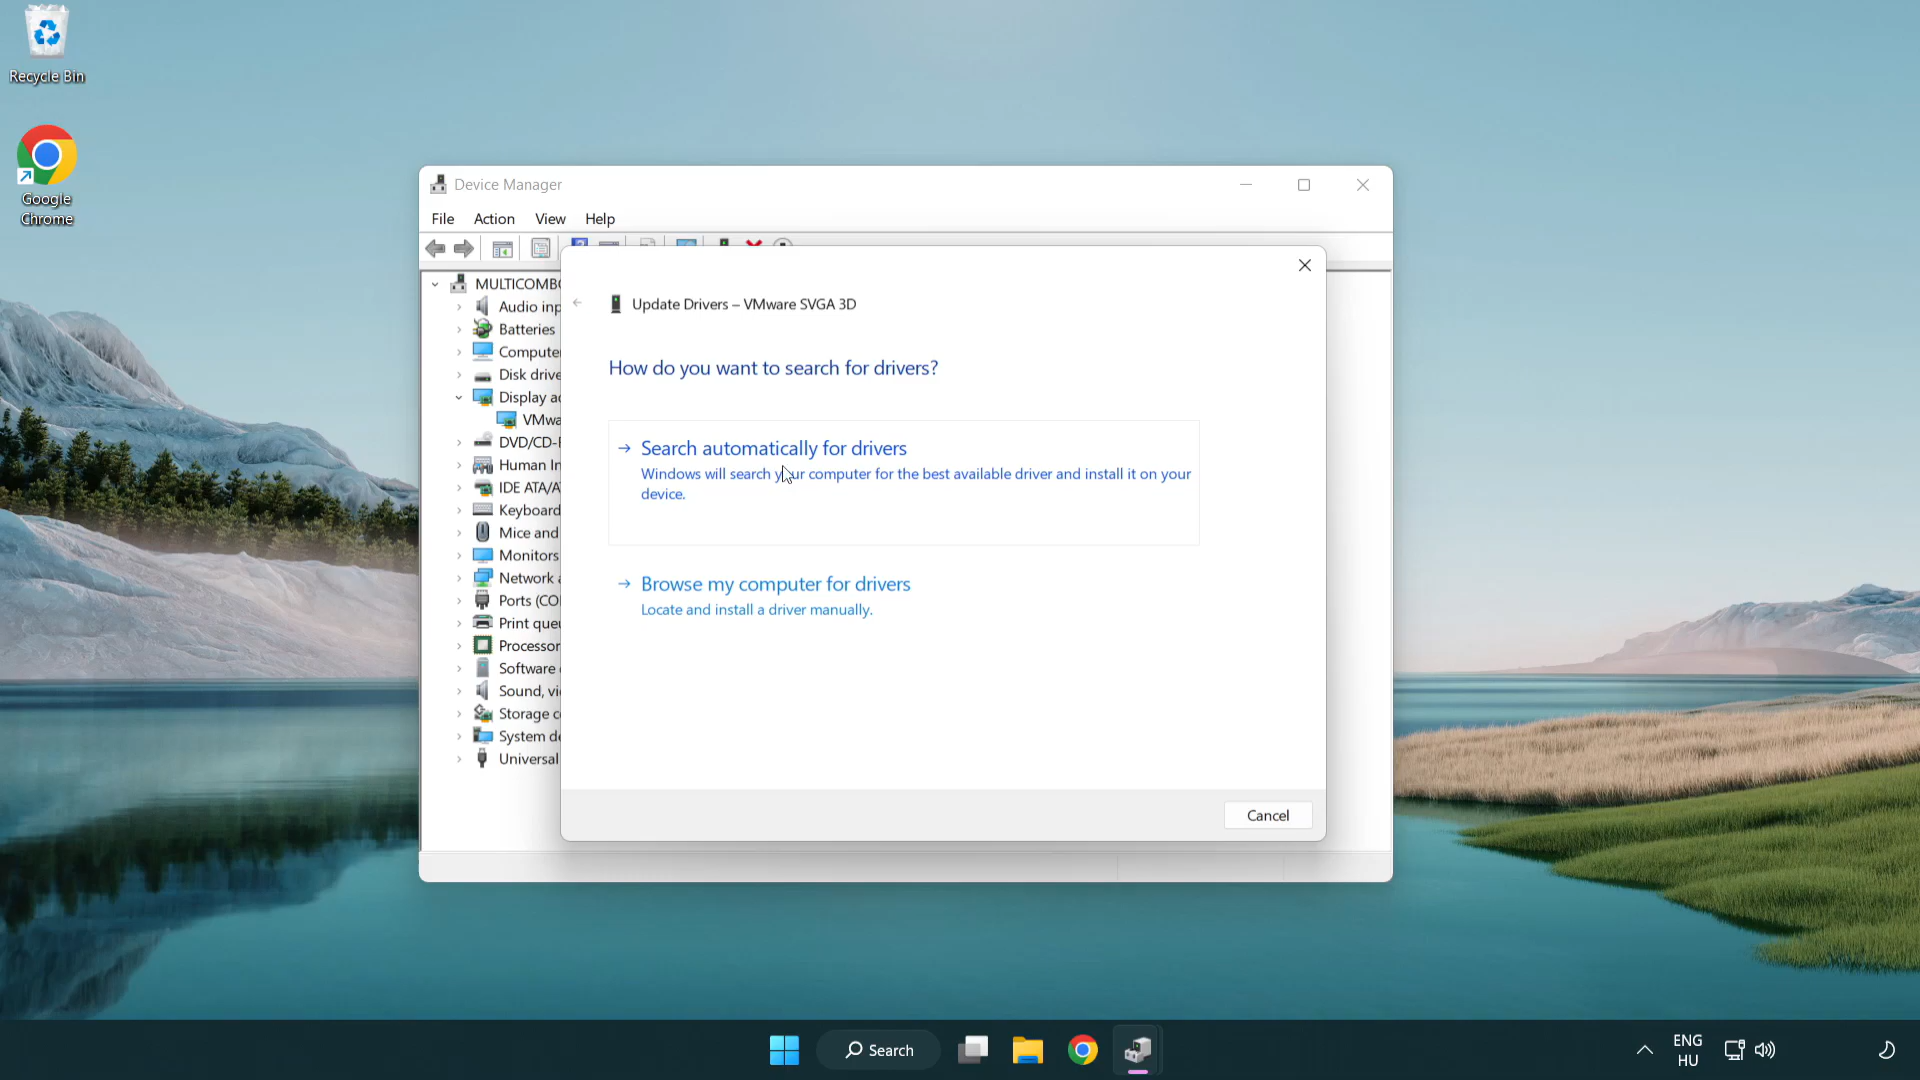 Recycle Bin
Google
Chrome
Device Manager
File Action View Help
MULTICOMBO
Audio inp
Batteries
Compute
Disk drive
Display a
VMwa
DVD/CD-
Human In
IDE ATA/A
Keyboard
Mice and
Monitors
Network a
Ports (CO
Print que
Processor
Software
Sound, vi
Storage c
System de
Universal
Update Drivers – VMware SVGA 3D
How do you want to search for drivers?
Search automatically for drivers
Windows will search your computer for the best available driver and install it on your
device.
Browse my computer for drivers
Locate and install a driver manually.
Cancel
Search
ENG
HU